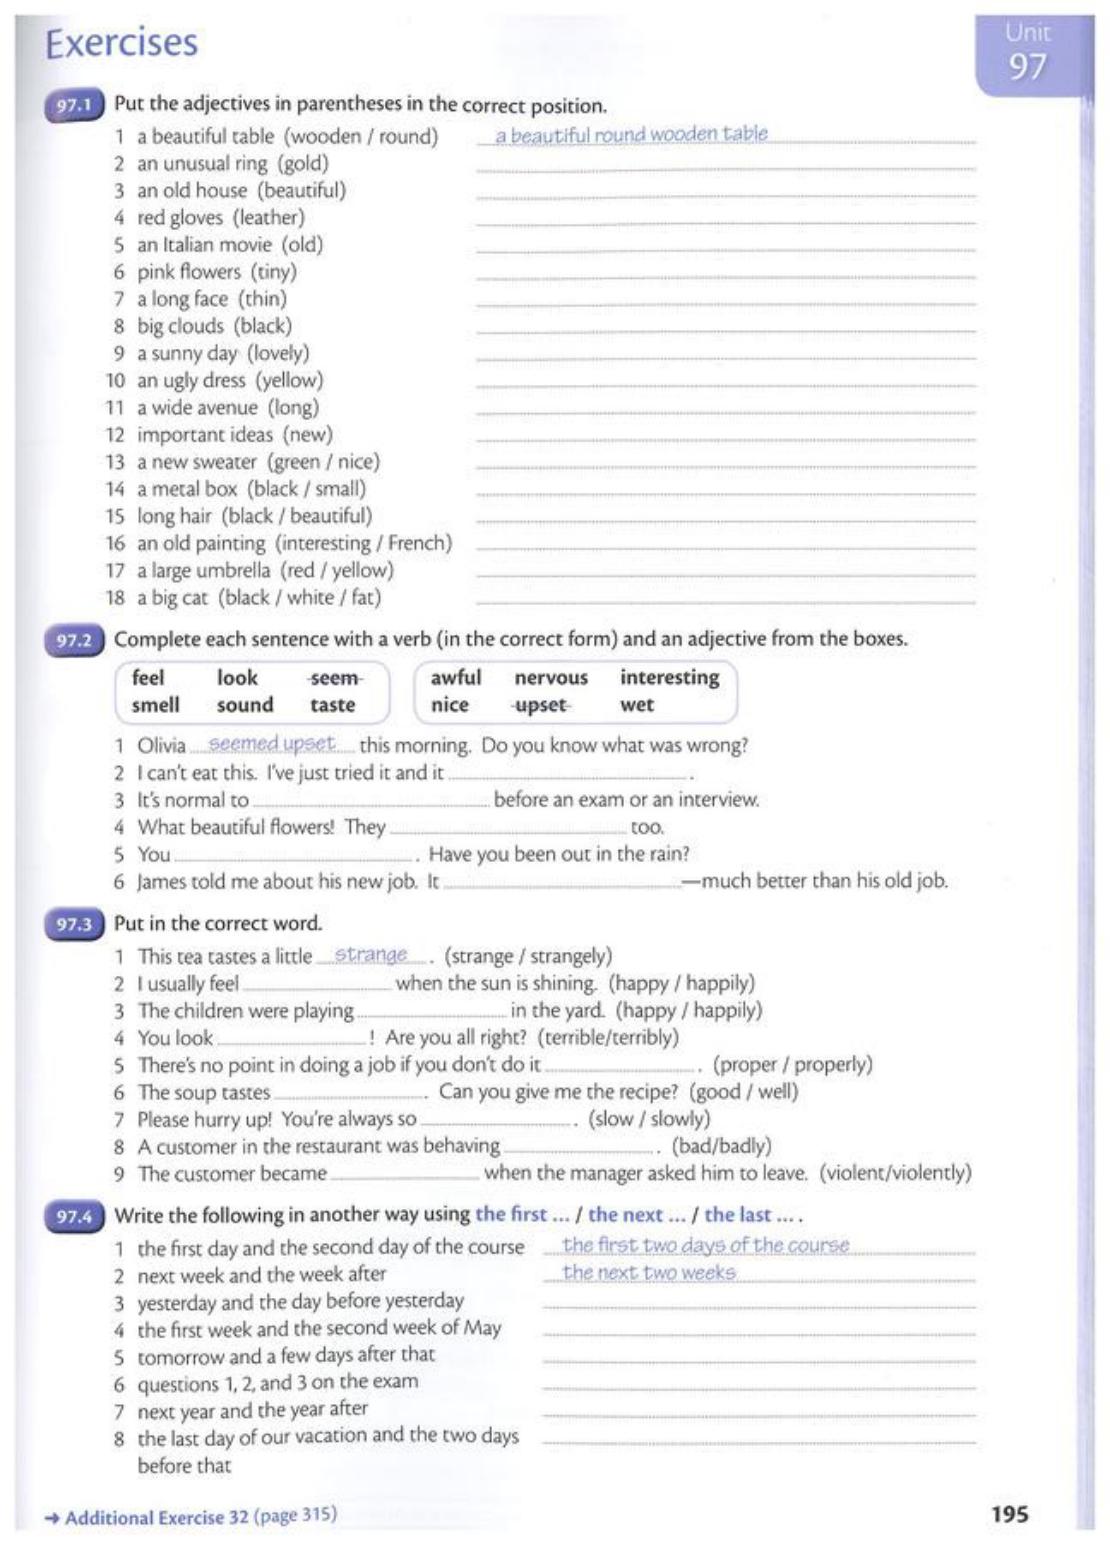 Exercises
Unit
97
97.1 Put the adjectives in parentheses in the correct position.
1 a beautiful table (wooden / round) a beautiful round wooden table
2 an unusual ring (gold)
3 an old house (beautiful)
4 red gloves (leather)
5 an Italian movie (old)
6 pink flowers (tiny)
7 a long face (thin)
8 big clouds (black)
9 a sunny day (lovely)
10 an ugly dress (yellow)
11 a wide avenue (long)
12 important ideas (new)
13 a new sweater (green / nice)
14 a metal box (black / small)
15 long hair (black / beautiful)
16 an old painting (interesting / French)
17 a large umbrella (red / yellow)
18 a big cat (black / white / fat)
97.2 Complete each sentence with a verb (in the correct form) and an adjective from the boxes.
feel look seem awful nervous interesting
smell sound taste nice upset wet
1 Olivia seemed upset this morning. Do you know what was wrong?
2 I can't eat this. I've just tried it and it .
3 It's normal to before an exam or an interview.
4 What beautiful flowers! They too.
5 You . Have you been out in the rain?
6 James told me about his new job. It —much better than his old job.
97.3 Put in the correct word.
1 This tea tastes a little strange . (strange / strangely)
2 I usually feel when the sun is shining. (happy / happily)
3 The children were playing in the yard. (happy / happily)
4 You look ! Are you all right? (terrible/terribly)
5 There's no point in doing a job if you don't do it . (proper / properly)
6 The soup tastes . Can you give me the recipe? (good / well)
7 Please hurry up! You're always so . (slow / slowly)
8 A customer in the restaurant was behaving . (bad/badly)
9 The customer became when the manager asked him to leave. (violent/violently)
97.4 Write the following in another way using the first ... / the next ... / the last ... .
1 the first day and the second day of the course the first two days of the course
2 next week and the week after the next two weeks
3 yesterday and the day before yesterday
4 the first week and the second week of May
5 tomorrow and a few days after that
6 questions 1, 2, and 3 on the exam
7 next year and the year after
8 the last day of our vacation and the two days
before that
➜ Additional Exercise 32 (page 315)
195